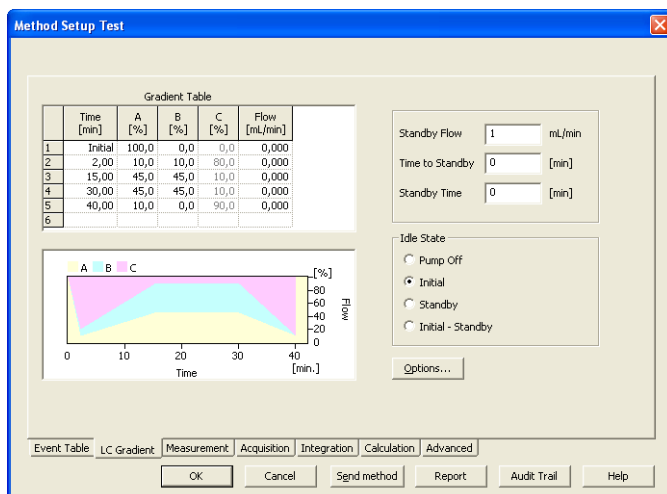 Method Setup Test
Gradient Table
Time [min] A [%] B [%] C [%] Flow [mL/min]
1 Initial 100,0 0,0 0,0 0,000
2 2,00 10,0 10,0 80,0 0,000
3 15,00 45,0 45,0 10,0 0,000
4 30,00 45,0 45,0 10,0 0,000
5 40,00 10,0 0,0 90,0 0,000
6
Standby Flow 1 mL/min
Time to Standby 0 [min]
Standby Time 0 [min]
Idle State
Pump Off
Initial
Standby
Initial - Standby
Options...
A B C
[%]
80
60
40
20
0
Flow
0 10 20 30 40
Time [min.]
Event Table LC Gradient Measurement Acquisition Integration Calculation Advanced
OK Cancel Send method Report Audit Trail Help